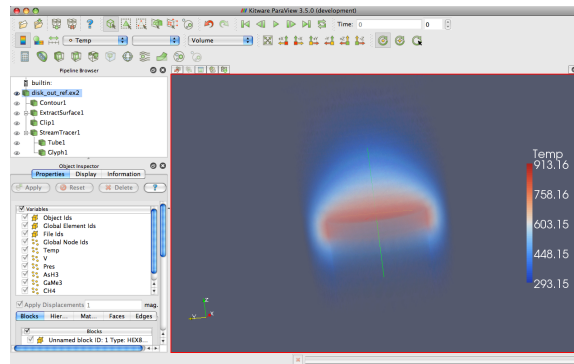 Kitware ParaView 3.5.0 (development)
Time: 0
0
Temp
Volume
Pipeline Browser
builtin:
disk_out_ref.ex2
Contour1
ExtractSurface1
Clip1
StreamTracer1
Tube1
Glyph1
Object Inspector
Properties Display Information
Apply Reset Delete ?
Variables
Object Ids
Global Element Ids
File Ids
Global Node Ids
Temp
V
Pres
AsH3
GaMe3
CH4
Apply Displacements 1 mag.
Blocks Hier... Mat... Faces Edges
Blocks
Unnamed block ID: 1 Type: HEX8...
Temp
913.16
758.16
603.15
448.15
293.15
Z
Y
X